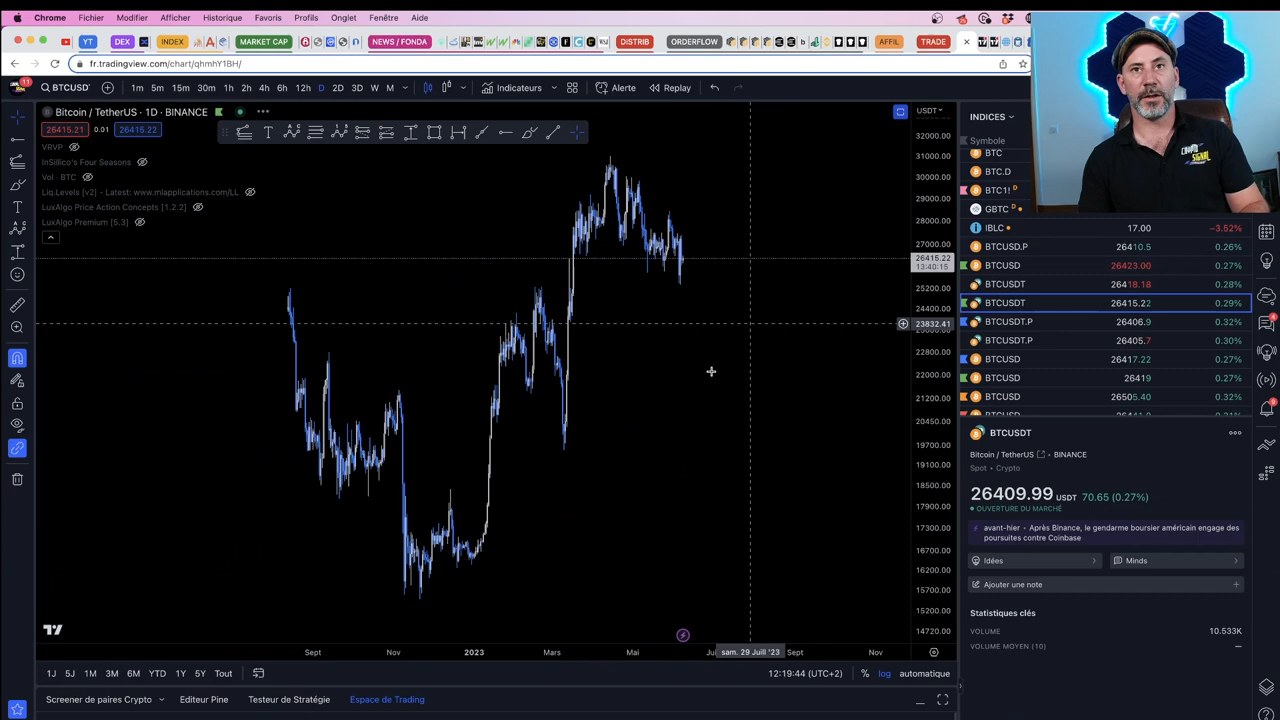 Chrome Fichier Modifier Afficher Historique Favoris Profils Onglet Fenêtre Aide
YT DEX INDEX MARKET CAP NEWS / FONDA DISTRIB ORDERFLOW AFFIL TRADE
fr.tradingview.com/chart/qhmhY1BH/
11
BTCUSD 1m 5m 15m 30m 1h 2h 4h 6h 12h D 2D 3D W M Indicateurs Alerte Replay
Bitcoin / TetherUS · 1D · BINANCE
26415.21 0.01 26415.22
VRVP
InSillico's Four Seasons
Vol · BTC
Liq.Levels [v2] - Latest: www.mlapplications.com/LL
LuxAlgo Price Action Concepts [1.2.2]
LuxAlgo Premium [5.3]
USDT
32000.00
31000.00
30000.00
29000.00
28000.00
27000.00
26415.22
13:40:15
25200.00
24400.00
23832.41
22800.00
22000.00
21200.00
20450.00
19700.00
19100.00
18500.00
17900.00
17300.00
16700.00
16200.00
15700.00
15200.00
14720.00
Sept Nov 2023 Mars Mai sam. 29 Juill '23 Sept Nov
1J 5J 1M 3M 6M YTD 1Y 5Y Tout 12:19:44 (UTC+2) % log automatique
Screener de paires Crypto Editeur Pine Testeur de Stratégie Espace de Trading
CRYPTO SIGNAL
INDICES
Symbole
BTC
BTC.D
BTC1! D
GBTC D
IBLC 17.00 −3.52%
BTCUSD.P 26410.5 0.26%
BTCUSD 26423.00 0.27%
BTCUSDT 26418.18 0.28%
BTCUSDT 26415.22 0.29%
BTCUSDT.P 26406.9 0.32%
BTCUSDT.P 26405.7 0.30%
BTCUSD 26417.22 0.27%
BTCUSD 26419 0.27%
BTCUSD 26505.40 0.32%
BTCUSDT
Bitcoin / TetherUS · BINANCE
Spot · Crypto
26409.99 USDT 70.65 (0.27%)
OUVERTURE DU MARCHÉ
avant-hier · Après Binance, le gendarme boursier américain engage des
poursuites contre Coinbase
Idées Minds
Ajouter une note
Statistiques clés
VOLUME 10.533K
VOLUME MOYEN (10) —
4
9